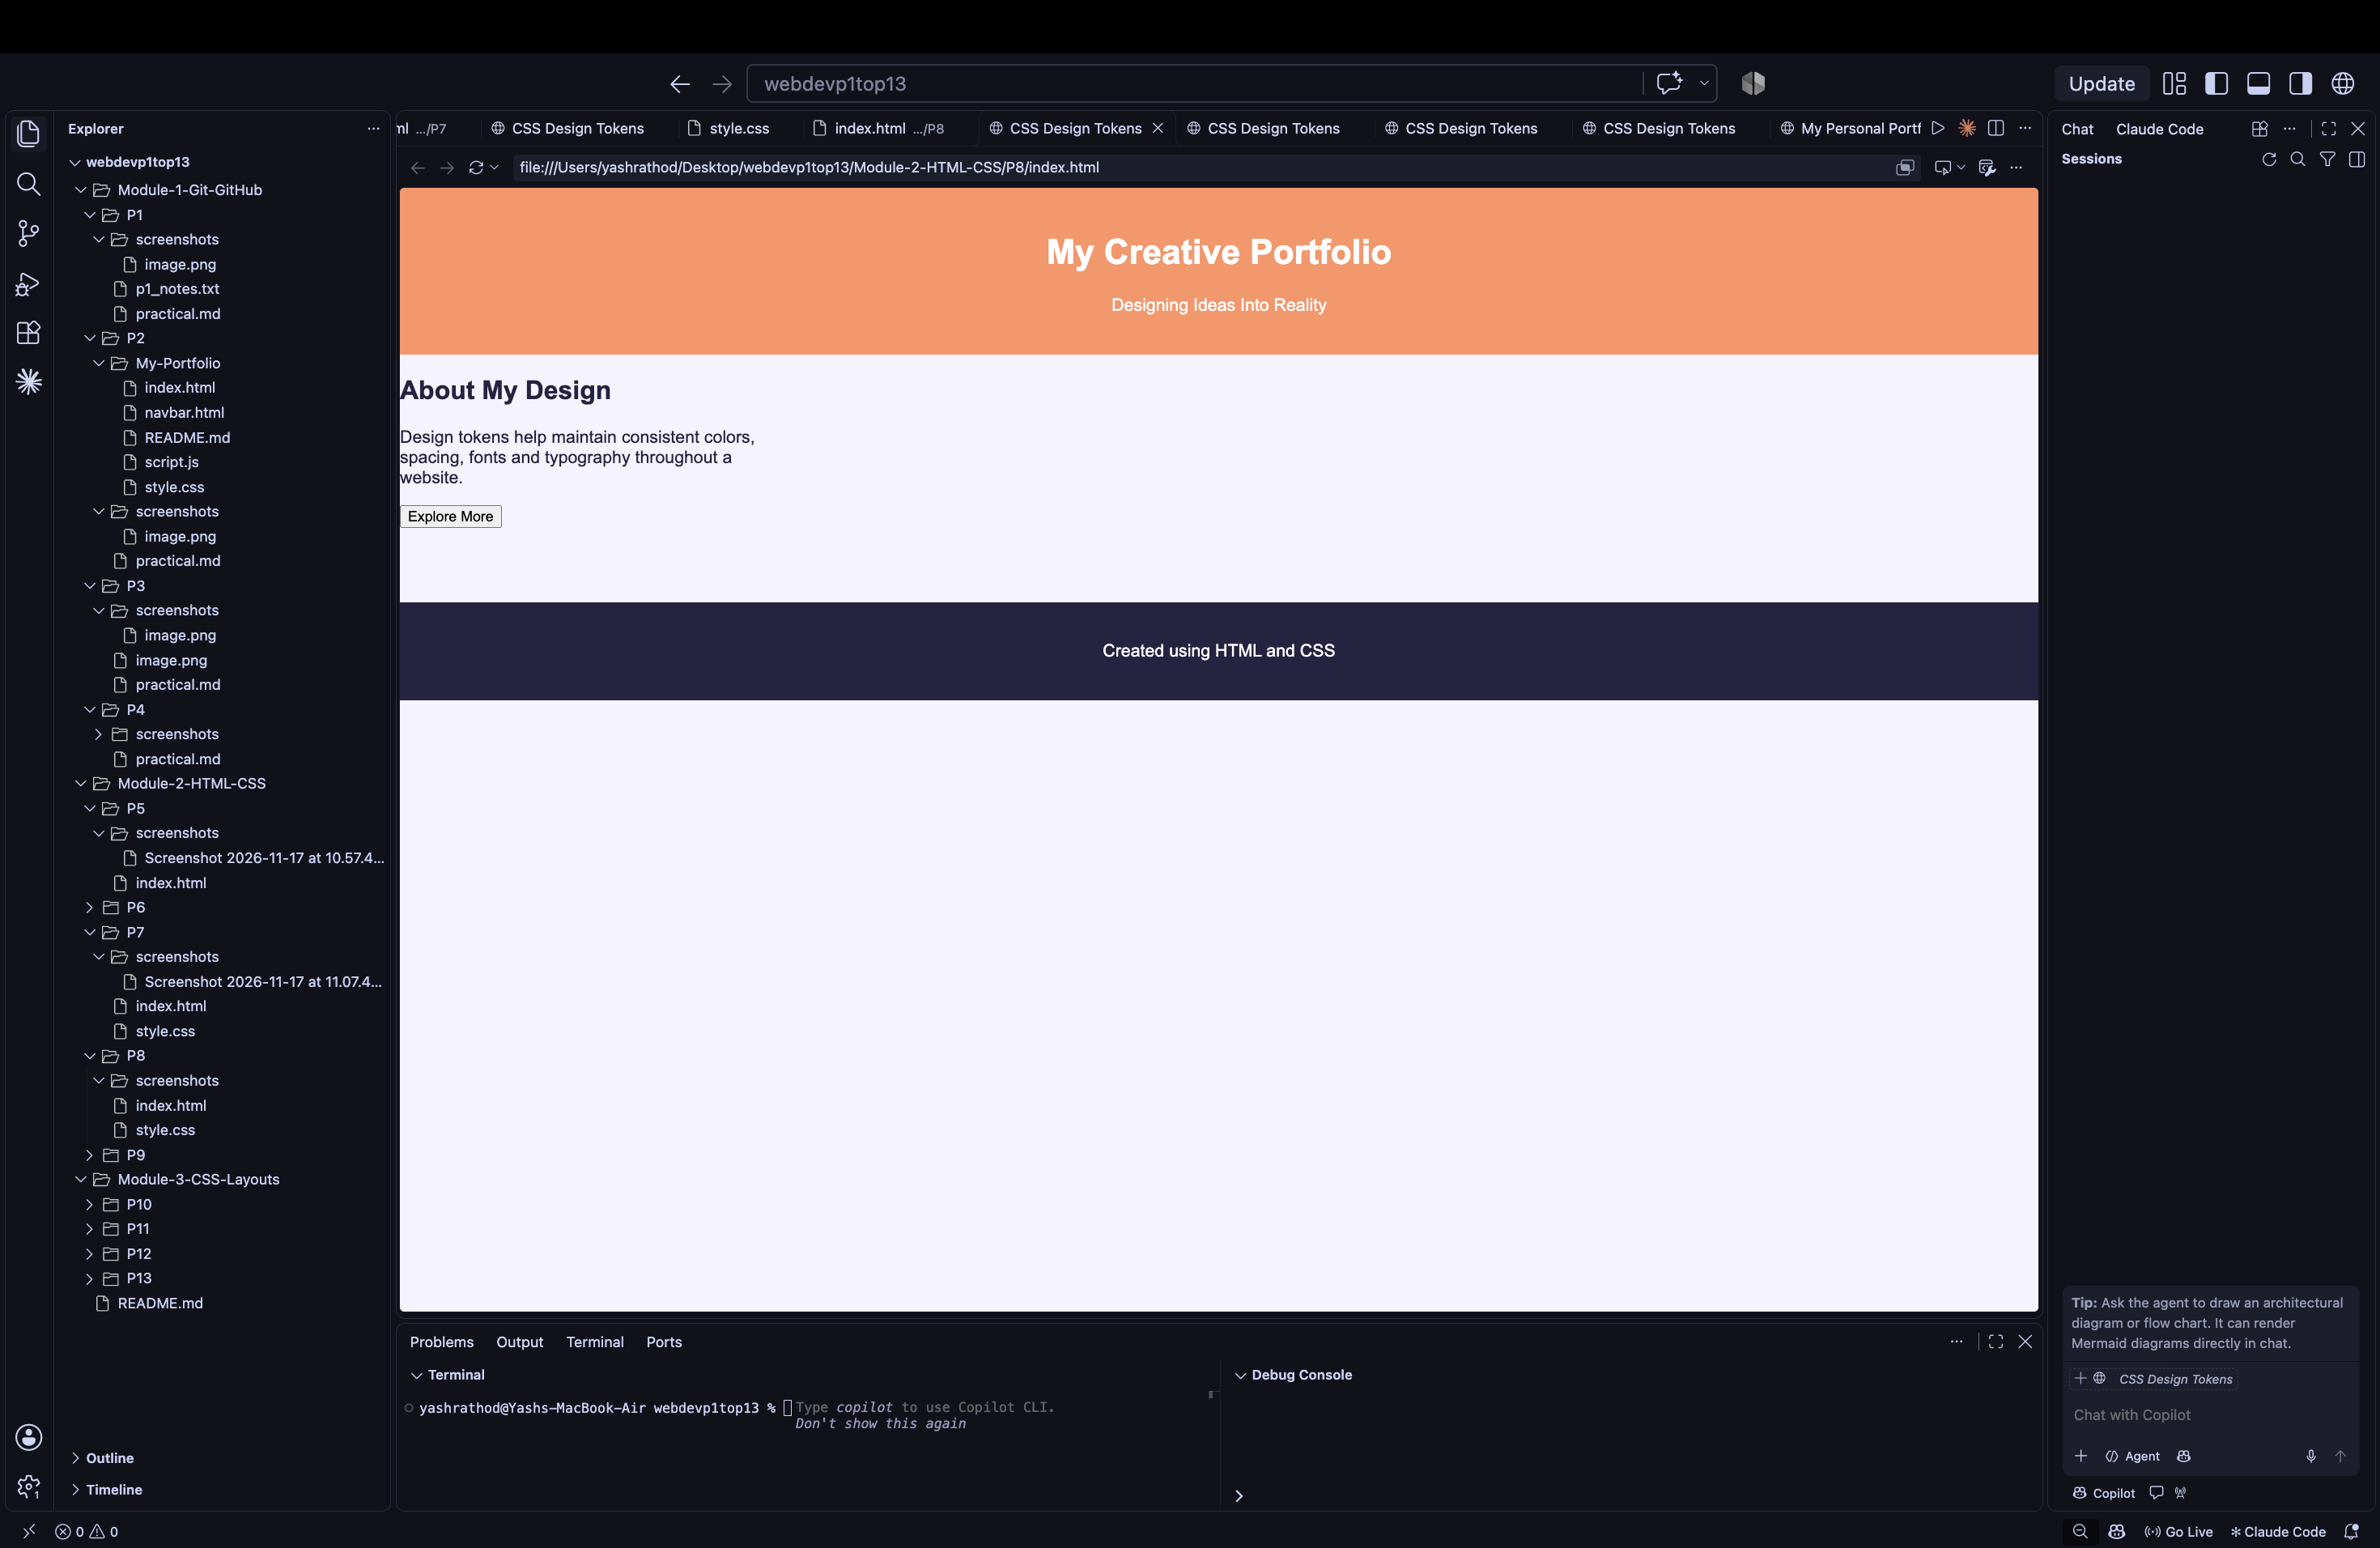 webdevp1top13
Update
Explorer
webdevp1top13
Module-1-Git-GitHub
P1
screenshots
image.png
p1_notes.txt
practical.md
P2
My-Portfolio
index.html
navbar.html
README.md
script.js
style.css
screenshots
image.png
practical.md
P3
screenshots
image.png
image.png
practical.md
P4
screenshots
practical.md
Module-2-HTML-CSS
P5
screenshots
Screenshot 2026-11-17 at 10.57.4...
index.html
P6
P7
screenshots
Screenshot 2026-11-17 at 11.07.4...
index.html
style.css
P8
screenshots
index.html
style.css
P9
Module-3-CSS-Layouts
P10
P11
P12
P13
README.md
Outline
Timeline
ml .../P7 CSS Design Tokens style.css index.html .../P8 CSS Design Tokens CSS Design Tokens CSS Design Tokens CSS Design Tokens My Personal Portf
file:///Users/yashrathod/Desktop/webdevp1top13/Module-2-HTML-CSS/P8/index.html
My Creative Portfolio
Designing Ideas Into Reality
About My Design
Design tokens help maintain consistent colors,
spacing, fonts and typography throughout a
website.
Explore More
Created using HTML and CSS
Problems Output Terminal Ports
Terminal
yashrathod@Yashs-MacBook-Air webdevp1top13 % Type copilot to use Copilot CLI.
Don't show this again
Debug Console
Chat Claude Code
Sessions
Tip: Ask the agent to draw an architectural
diagram or flow chart. It can render
Mermaid diagrams directly in chat.
CSS Design Tokens
Chat with Copilot
Agent
Copilot
0 0
Go Live Claude Code